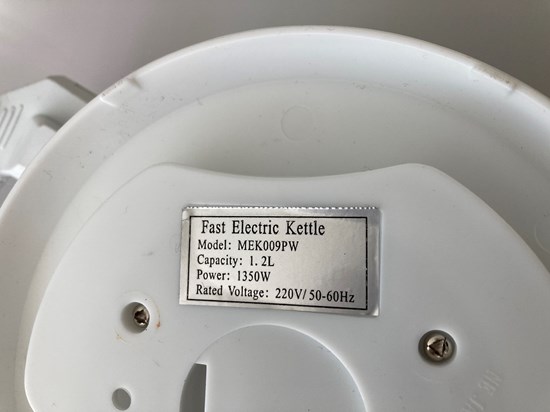 Fast Electric Kettle
Model: MEK009PW
Capacity: 1. 2L
Power: 1350W
Rated Voltage: 220V/ 50-60Hz